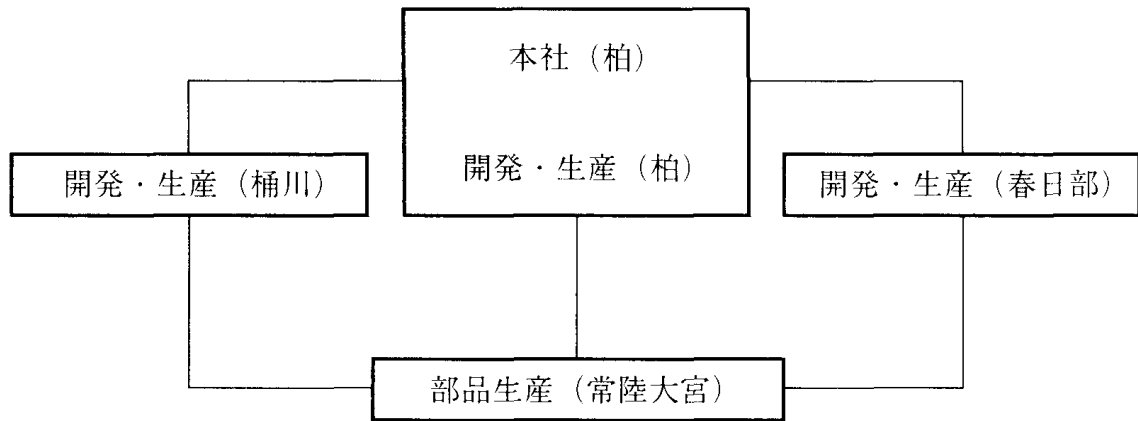 本社（柏）
開発・生産（柏）
開発・生産（桶川）
開発・生産（春日部）
部品生産（常陸大宮）